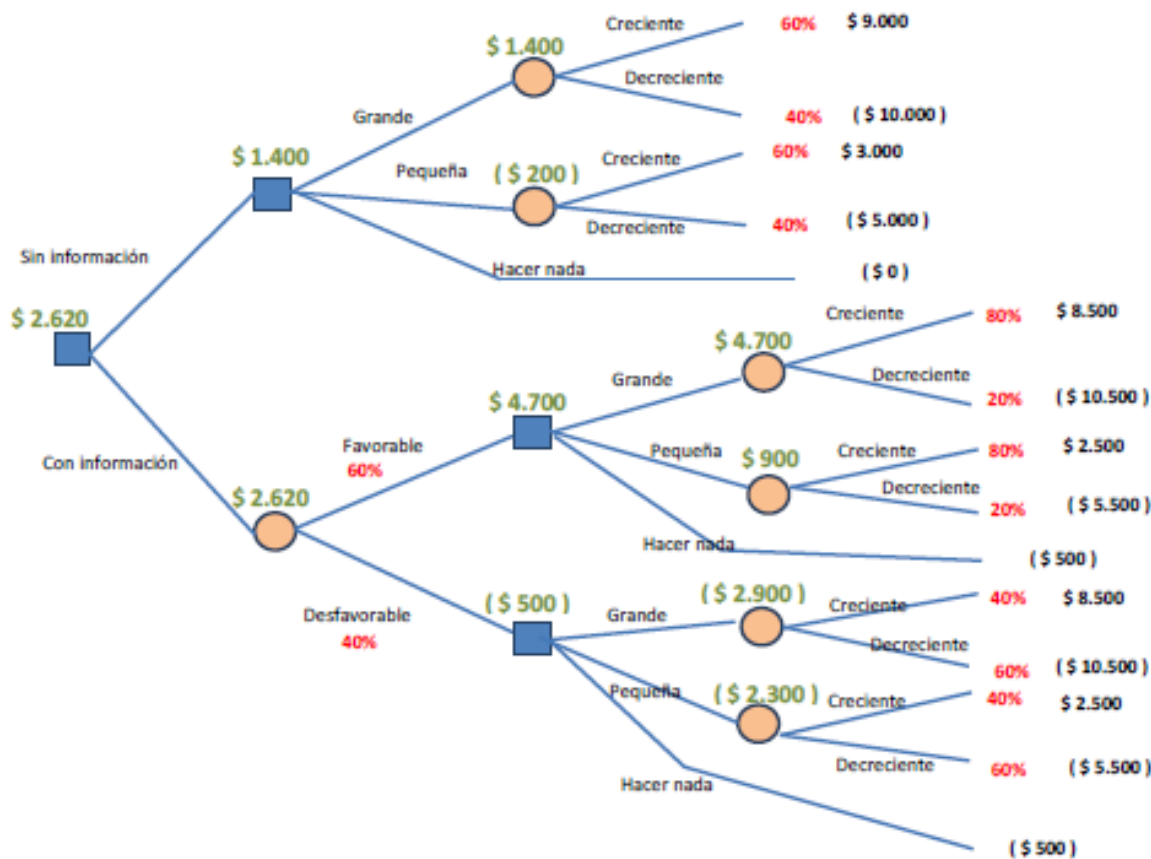 Creciente 60% $ 9.000
$ 1.400
Decreciente
Grande 40% ( $ 10.000 )
$ 1.400 Pequeña ( $ 200 ) Creciente 60% $ 3.000
Decreciente 40% ( $ 5.000 )
Sin información
Hacer nada ( $ 0 )
$ 2.620
Creciente 80% $ 8.500
$ 4.700
Grande Decreciente
$ 4.700 20% ( $ 10.500 )
Con información
Favorable Pequeña $ 900 Creciente 80% $ 2.500
60%
Decreciente
$ 2.620 20% ( $ 5.500 )
Hacer nada ( $ 500 )
Desfavorable ( $ 500 ) Grande ( $ 2.900 ) Creciente 40% $ 8.500
40%
Decreciente 60% ( $ 10.500 )
Pequeña ( $ 2.300 ) Creciente 40% $ 2.500
Decreciente 60% ( $ 5.500 )
Hacer nada
( $ 500 )